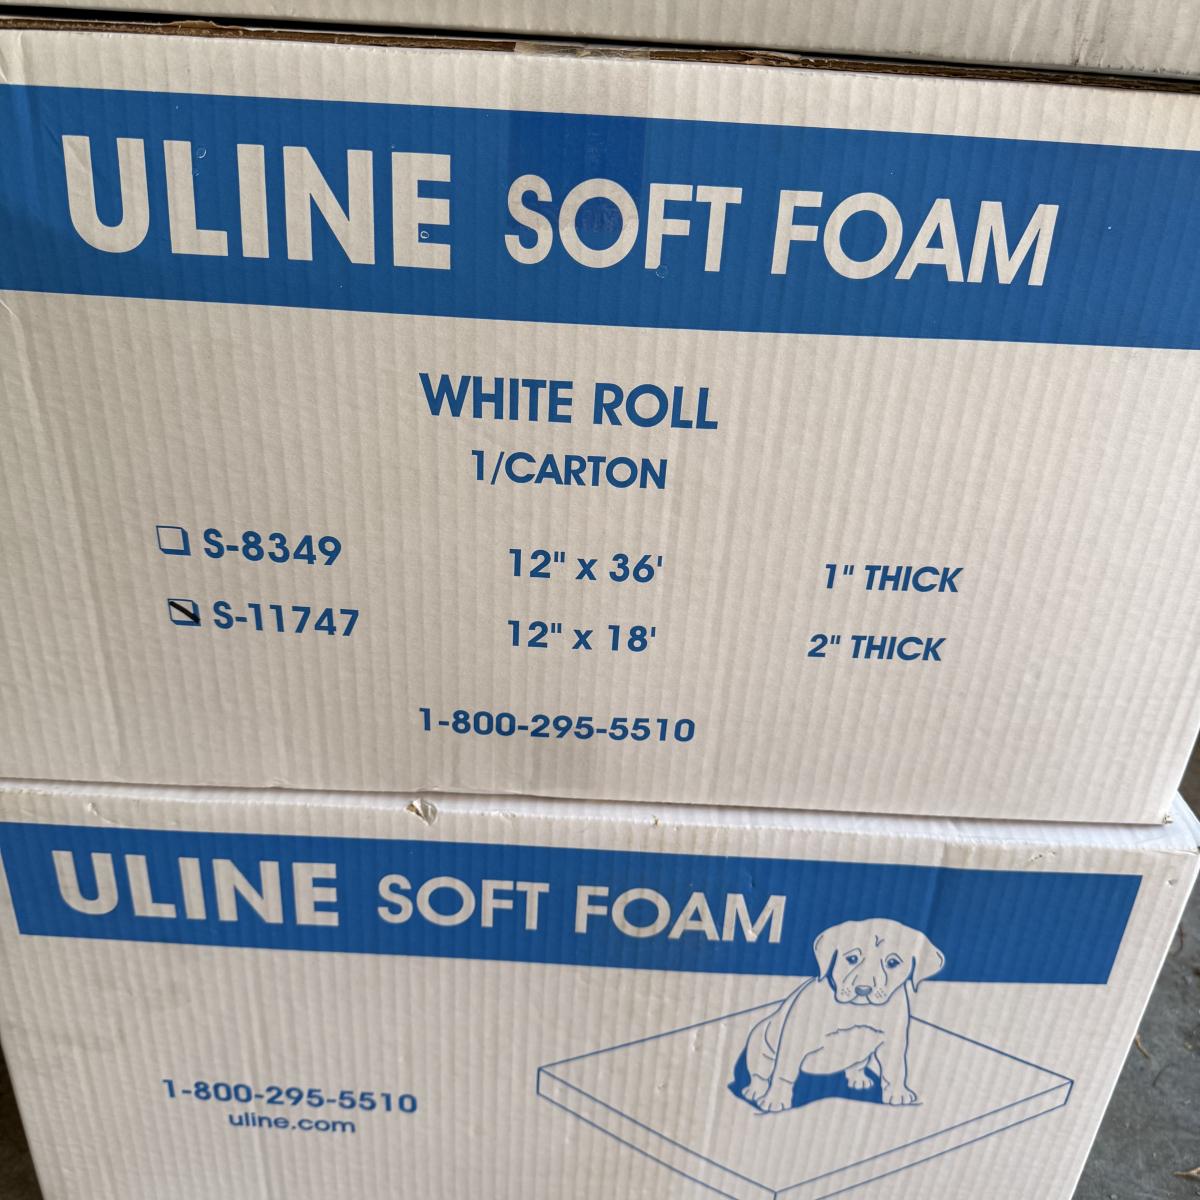 ULINE SOFT FOAM
WHITE ROLL
1/CARTON
S-8349 12" x 36' 1" THICK
S-11747 12" x 18' 2" THICK
1-800-295-5510
ULINE SOFT FOAM
1-800-295-5510
uline.com